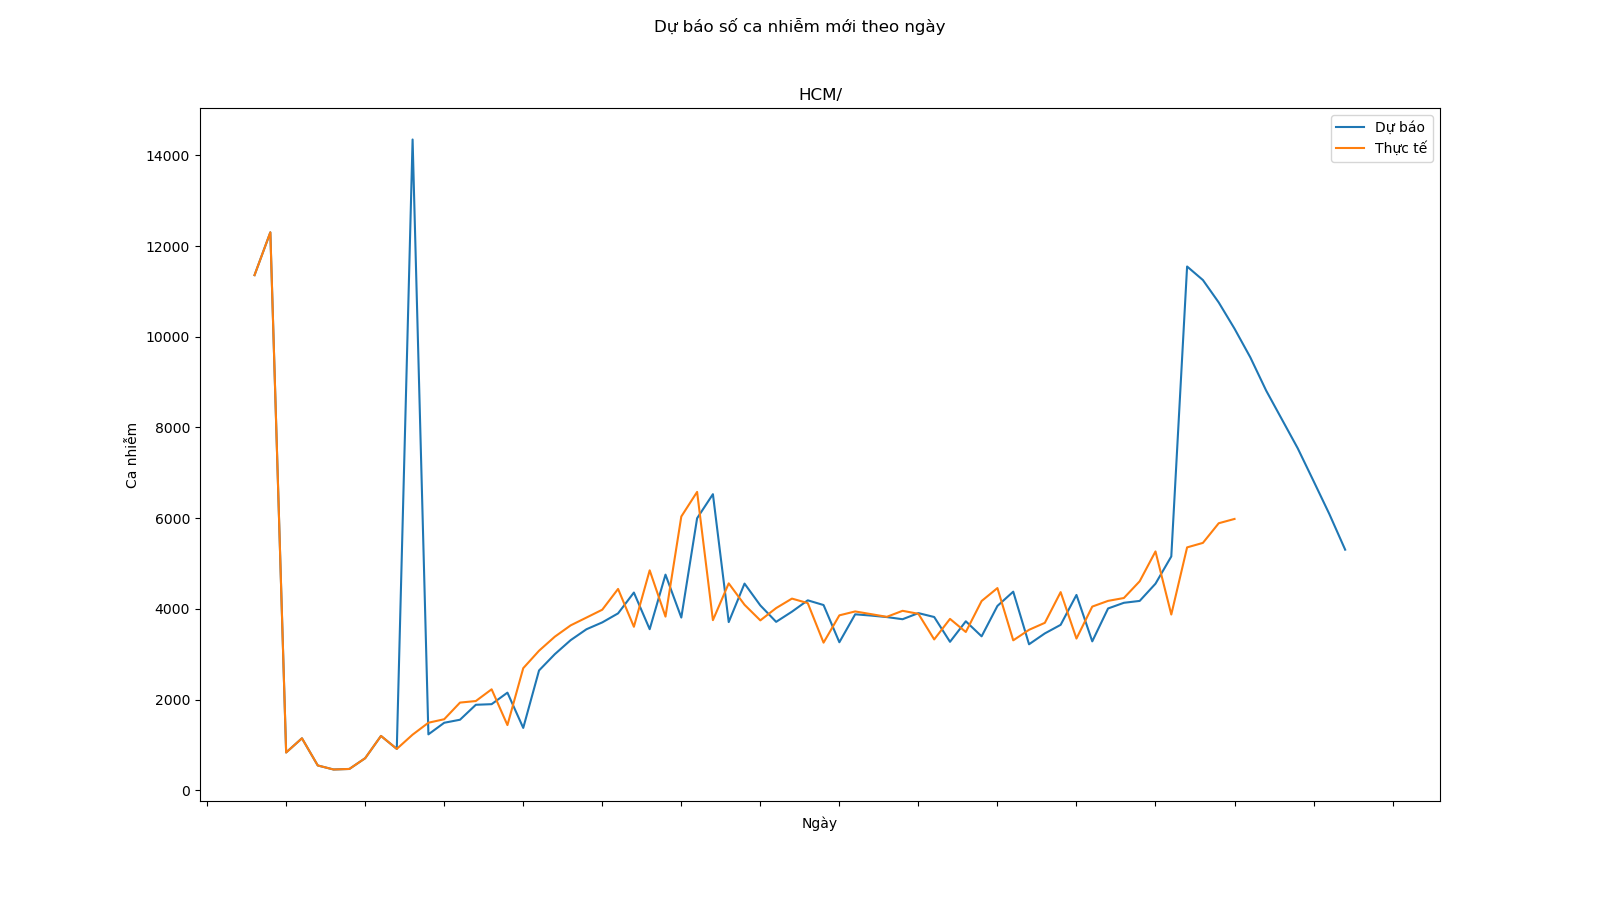 Dự báo số ca nhiễm mới theo ngày
HCM/
Dự báo
Thực tế
14000
12000
10000
8000
6000
4000
2000
0
Ca nhiễm
Ngày